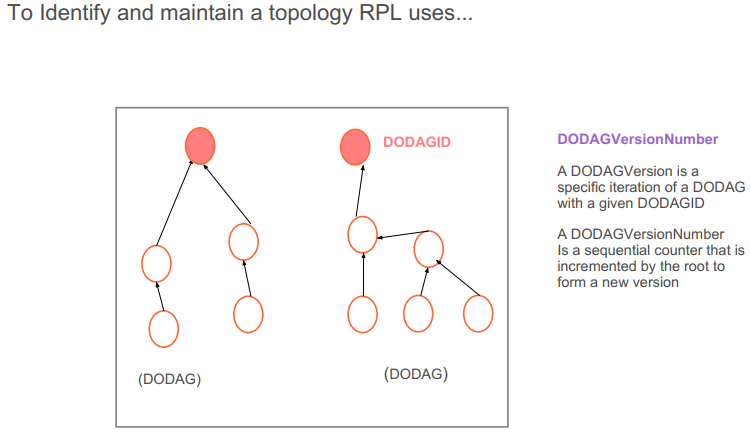 To Identify and maintain a topology RPL uses...
DODAGID
(DODAG)
(DODAG)
DODAGVersionNumber
A DODAGVersion is a
specific iteration of a DODAG
with a given DODAGID
A DODAGVersionNumber
Is a sequential counter that is
incremented by the root to
form a new version